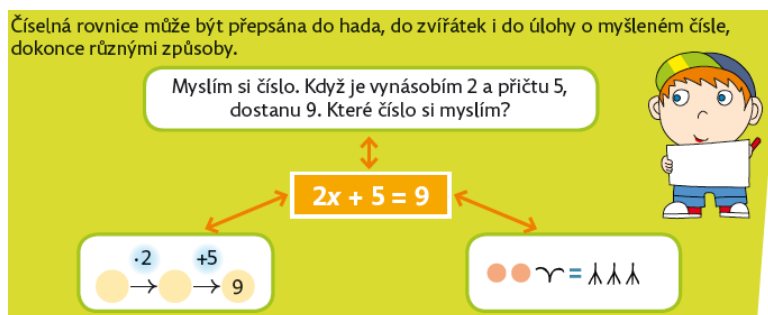 Číselná rovnice může být přepsána do hada, do zvířátek i do úlohy o myšleném čísle,
dokonce různými způsoby.
Myslím si číslo. Když je vynásobím 2 a přičtu 5,
dostanu 9. Které číslo si myslím?
2x + 5 = 9
·2 +5
9
=